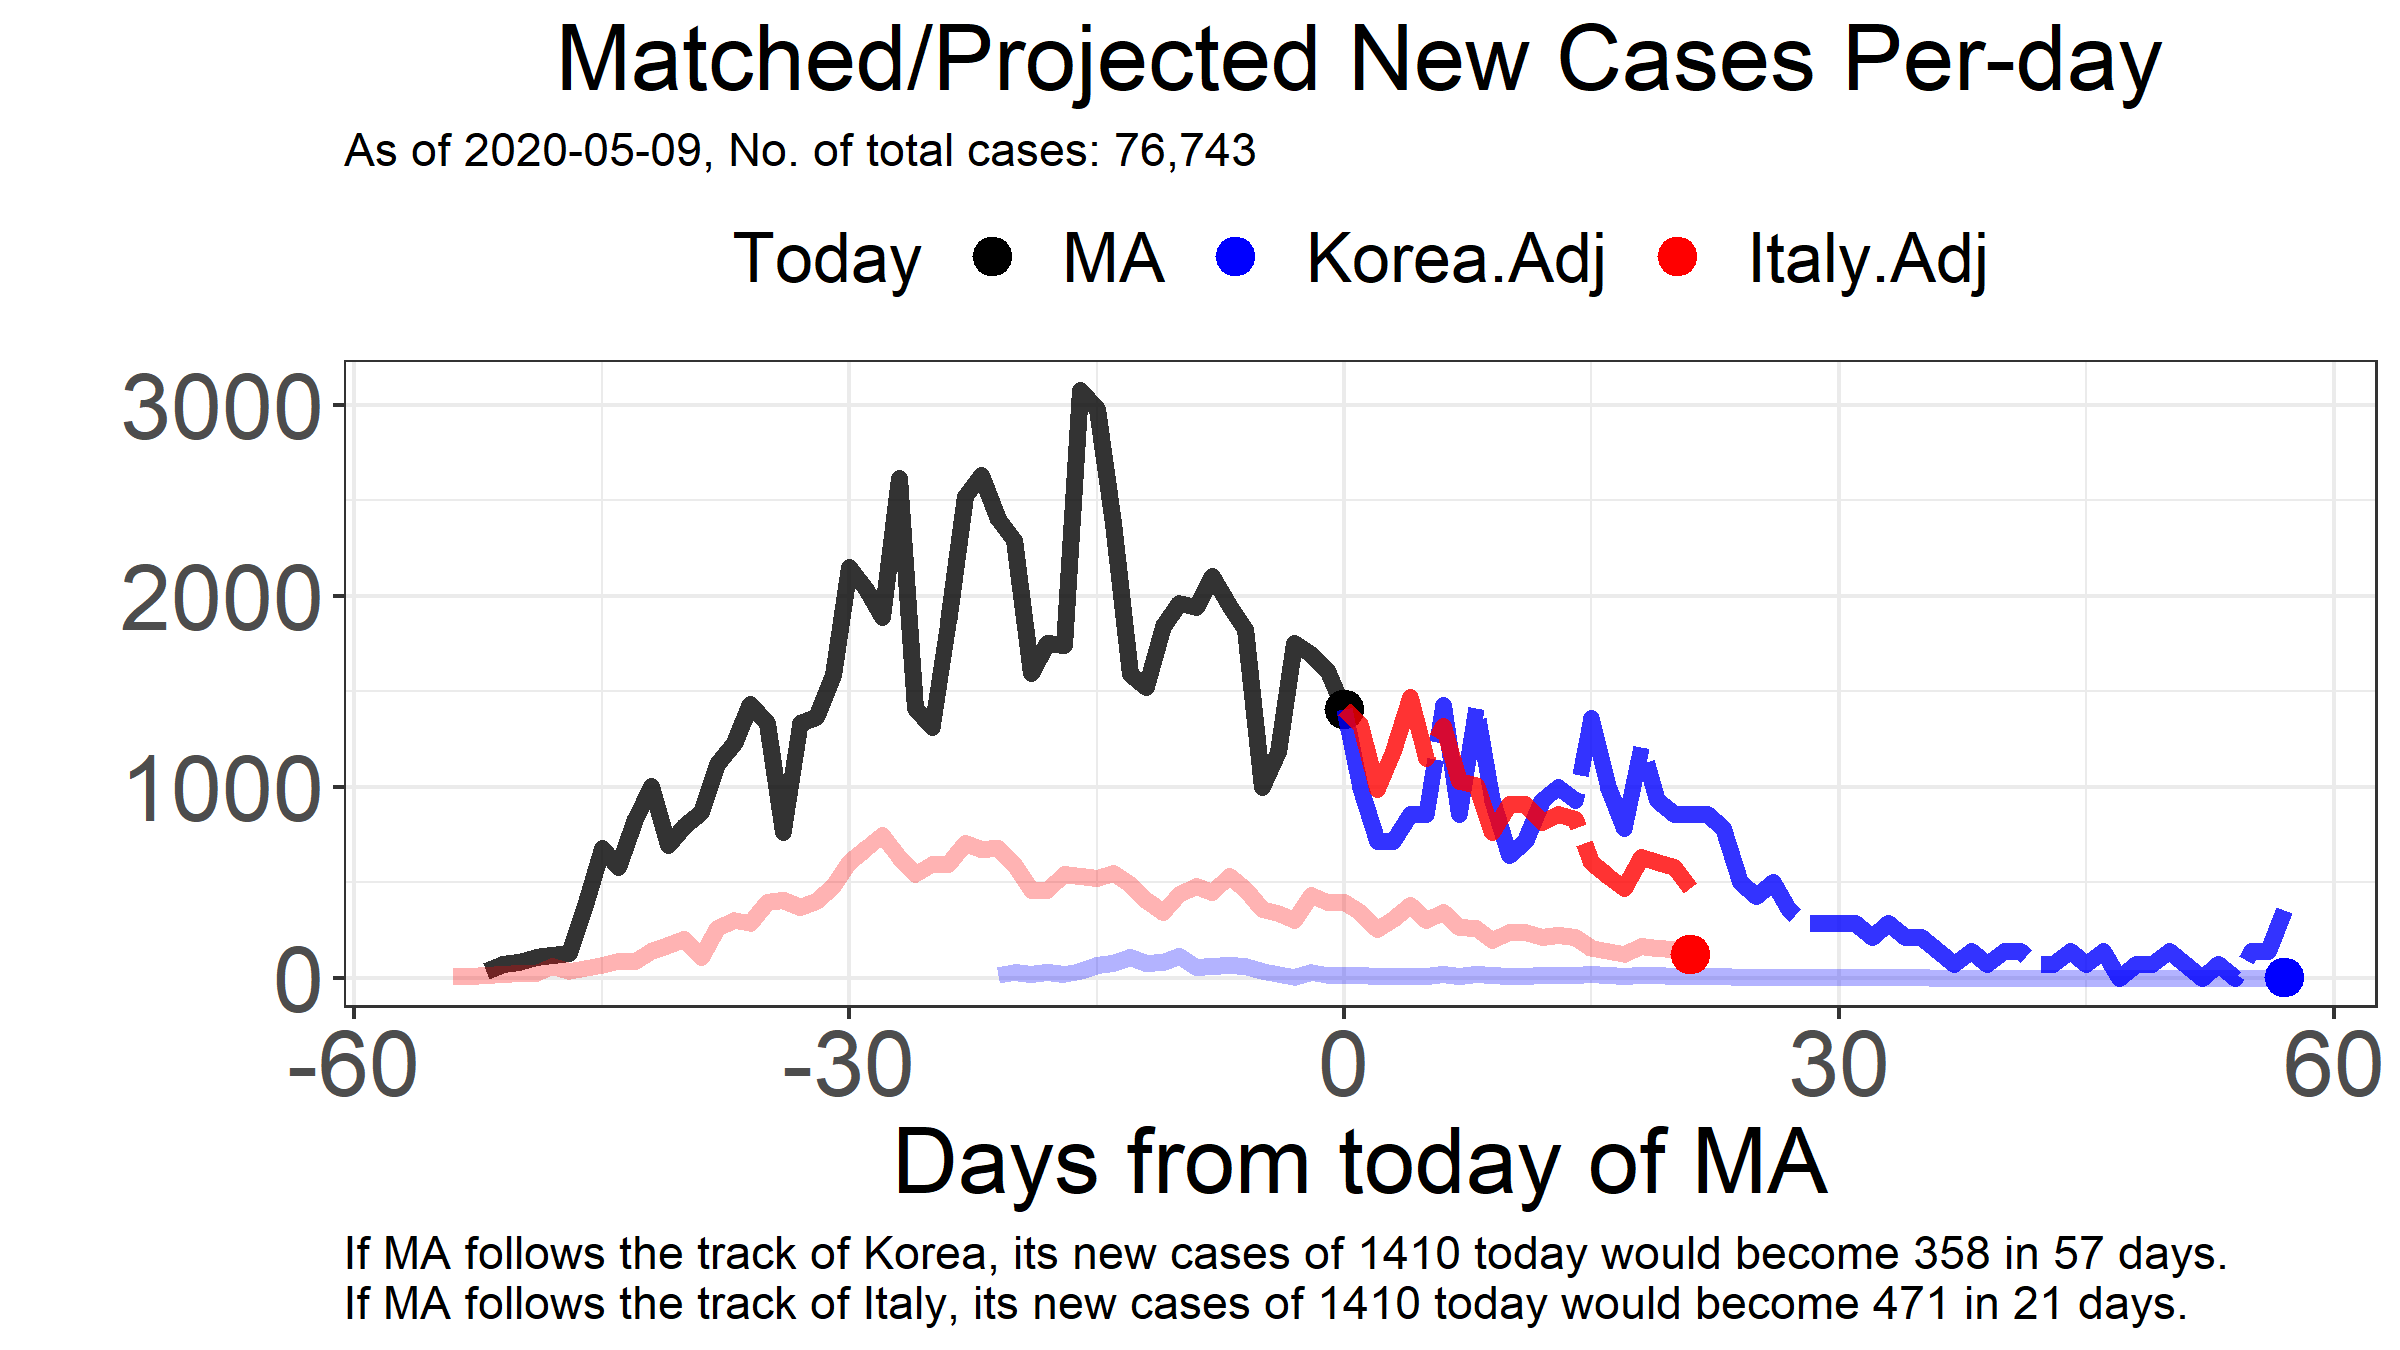 Matched/Projected New Cases Per-day
As of 2020-05-09, No. of total cases: 76,743
Today MA Korea.Adj Italy.Adj
3000
2000
1000
0
-60 -30 0 30 60
Days from today of MA
If MA follows the track of Korea, its new cases of 1410 today would become 358 in 57 days.
If MA follows the track of Italy, its new cases of 1410 today would become 471 in 21 days.